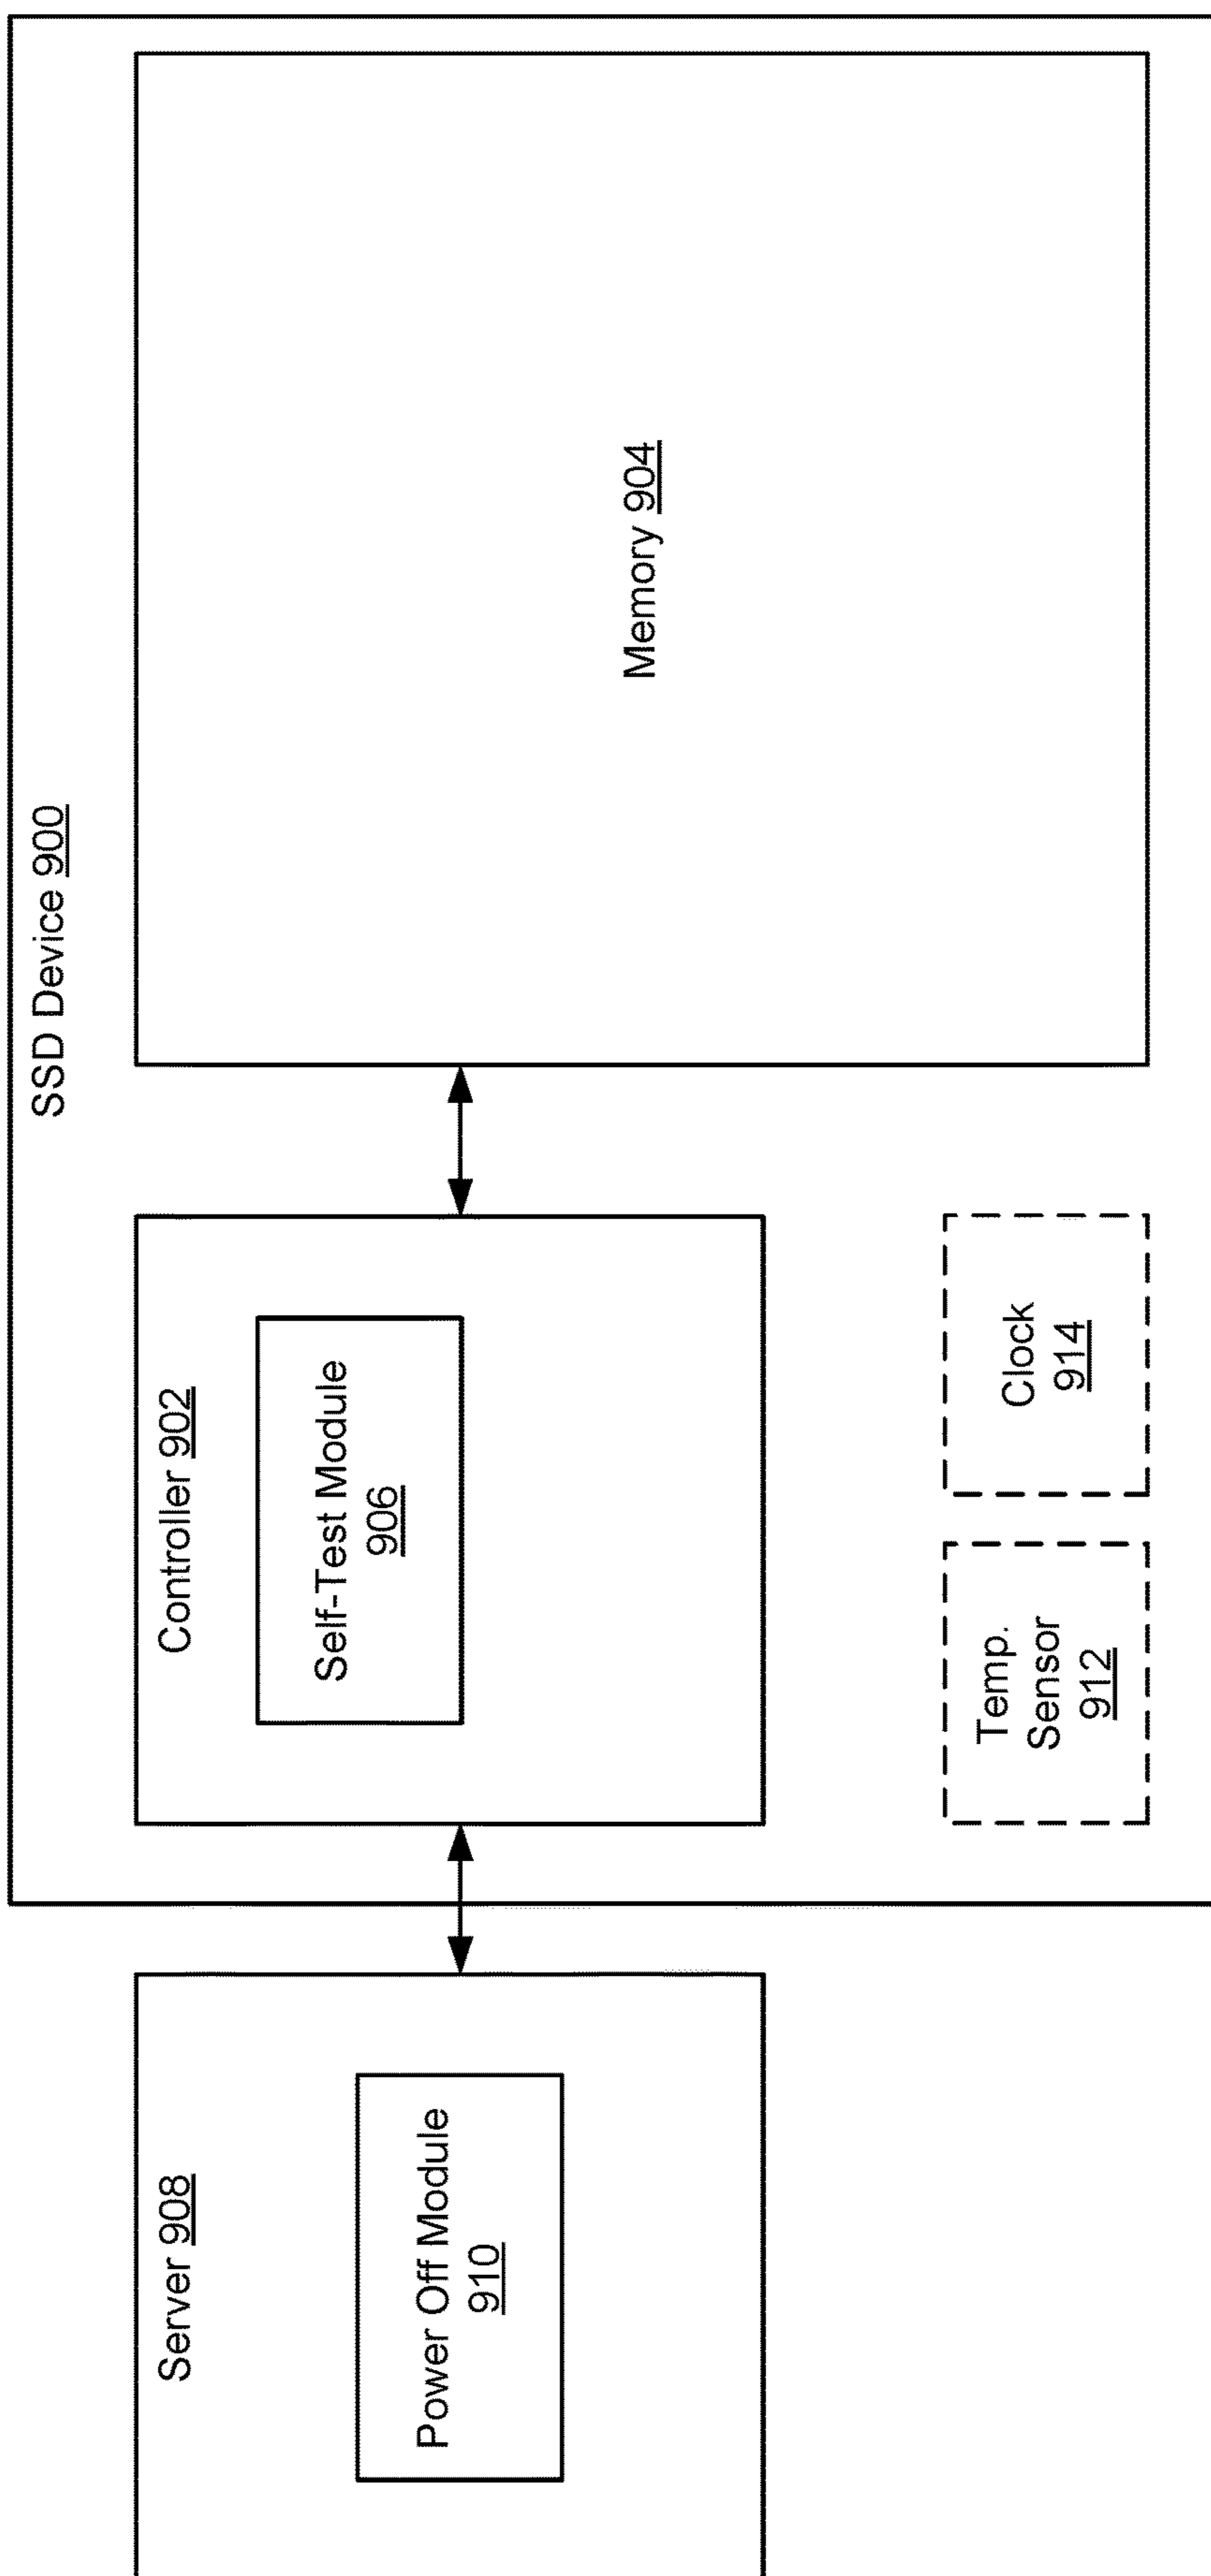 SSD Device 900
Server 908
Power Off Module
910
Controller 902
Self-Test Module
906
Memory 904
Temp.
Sensor
912
Clock
914